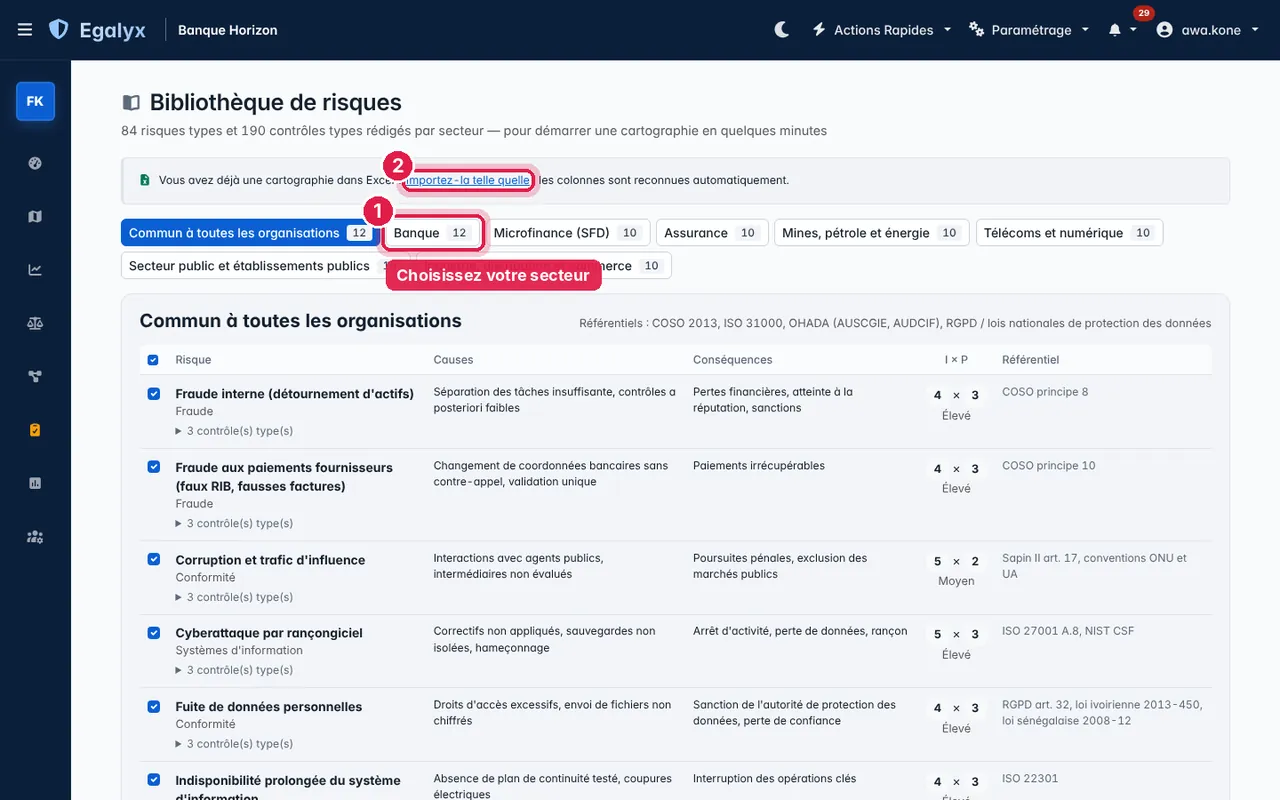 Egalyx
Banque Horizon
Actions Rapides
Paramétrage
29
awa.kone
FK
Bibliothèque de risques
84 risques types et 190 contrôles types rédigés par secteur — pour démarrer une cartographie en quelques minutes
2
Vous avez déjà une cartographie dans Exce importez-la telle quelle les colonnes sont reconnues automatiquement.
1
Commun à toutes les organisations 12
Banque 12
Microfinance (SFD) 10
Assurance 10
Mines, pétrole et énergie 10
Télécoms et numérique 10
Secteur public et établissements publics
Choisissez votre secteur
erce 10
Commun à toutes les organisations
Référentiels : COSO 2013, ISO 31000, OHADA (AUSCGIE, AUDCIF), RGPD / lois nationales de protection des données
Risque Causes Conséquences I × P Référentiel
Fraude interne (détournement d'actifs)
Fraude
3 contrôle(s) type(s)
Séparation des tâches insuffisante, contrôles a
posteriori faibles
Pertes financières, atteinte à la
réputation, sanctions
4 × 3
Élevé
COSO principe 8
Fraude aux paiements fournisseurs
(faux RIB, fausses factures)
Fraude
3 contrôle(s) type(s)
Changement de coordonnées bancaires sans
contre-appel, validation unique
Paiements irrécupérables
4 × 3
Élevé
COSO principe 10
Corruption et trafic d'influence
Conformité
3 contrôle(s) type(s)
Interactions avec agents publics,
intermédiaires non évalués
Poursuites pénales, exclusion des
marchés publics
5 × 2
Moyen
Sapin II art. 17, conventions ONU et
UA
Cyberattaque par rançongiciel
Systèmes d'information
3 contrôle(s) type(s)
Correctifs non appliqués, sauvegardes non
isolées, hameçonnage
Arrêt d'activité, perte de données, rançon
5 × 3
Élevé
ISO 27001 A.8, NIST CSF
Fuite de données personnelles
Conformité
3 contrôle(s) type(s)
Droits d'accès excessifs, envoi de fichiers non
chiffrés
Sanction de l'autorité de protection des
données, perte de confiance
4 × 3
Élevé
RGPD art. 32, loi ivoirienne 2013-450,
loi sénégalaise 2008-12
Indisponibilité prolongée du système
d'information
Absence de plan de continuité testé, coupures
électriques
Interruption des opérations clés
4 × 3
Élevé
ISO 22301